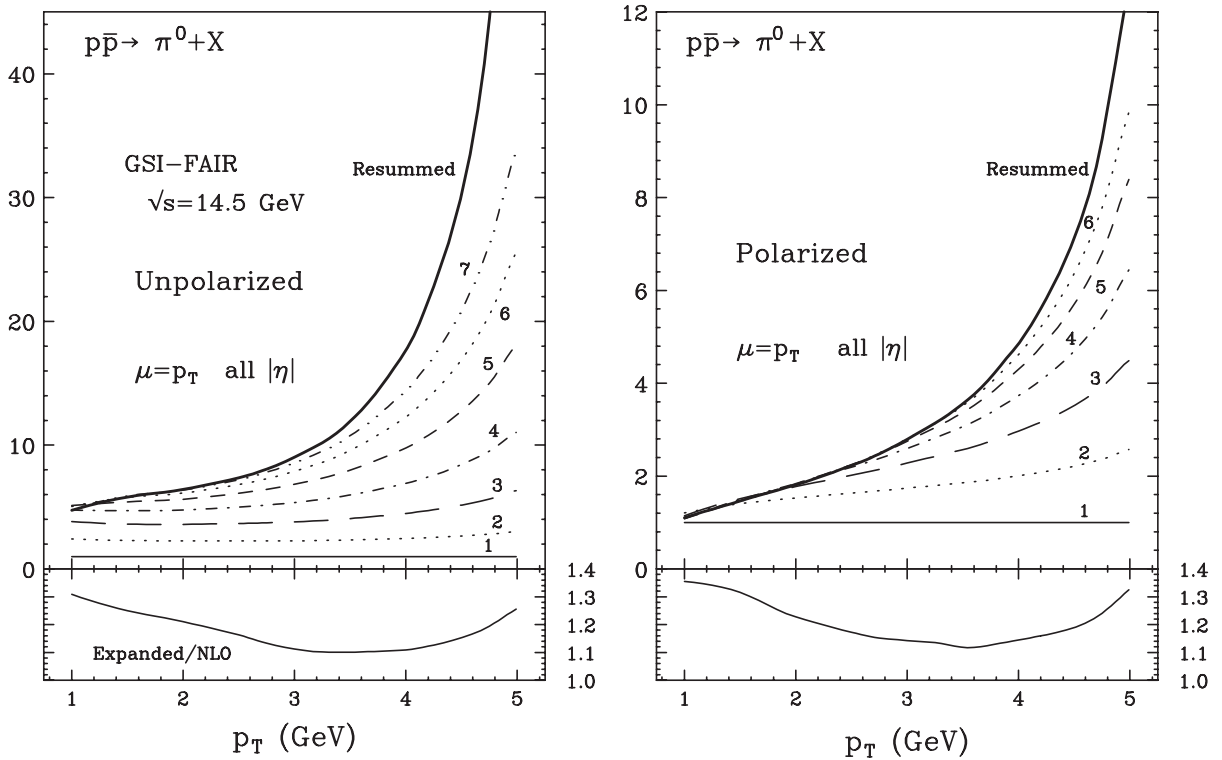 pp̄→ π⁰+X
GSI-FAIR
√s=14.5 GeV
Unpolarized
μ=p_T all |η|
Resummed
7
6
5
4
3
2
1
40
30
20
10
0
Expanded/NLO
1.4
1.3
1.2
1.1
1.0
1 2 3 4 5
p_T (GeV)
pp̄→ π⁰+X
Resummed
Polarized
μ=p_T all |η|
6
5
4
3
2
1
12
10
8
6
4
2
0
1.4
1.3
1.2
1.1
1.0
1 2 3 4 5
p_T (GeV)